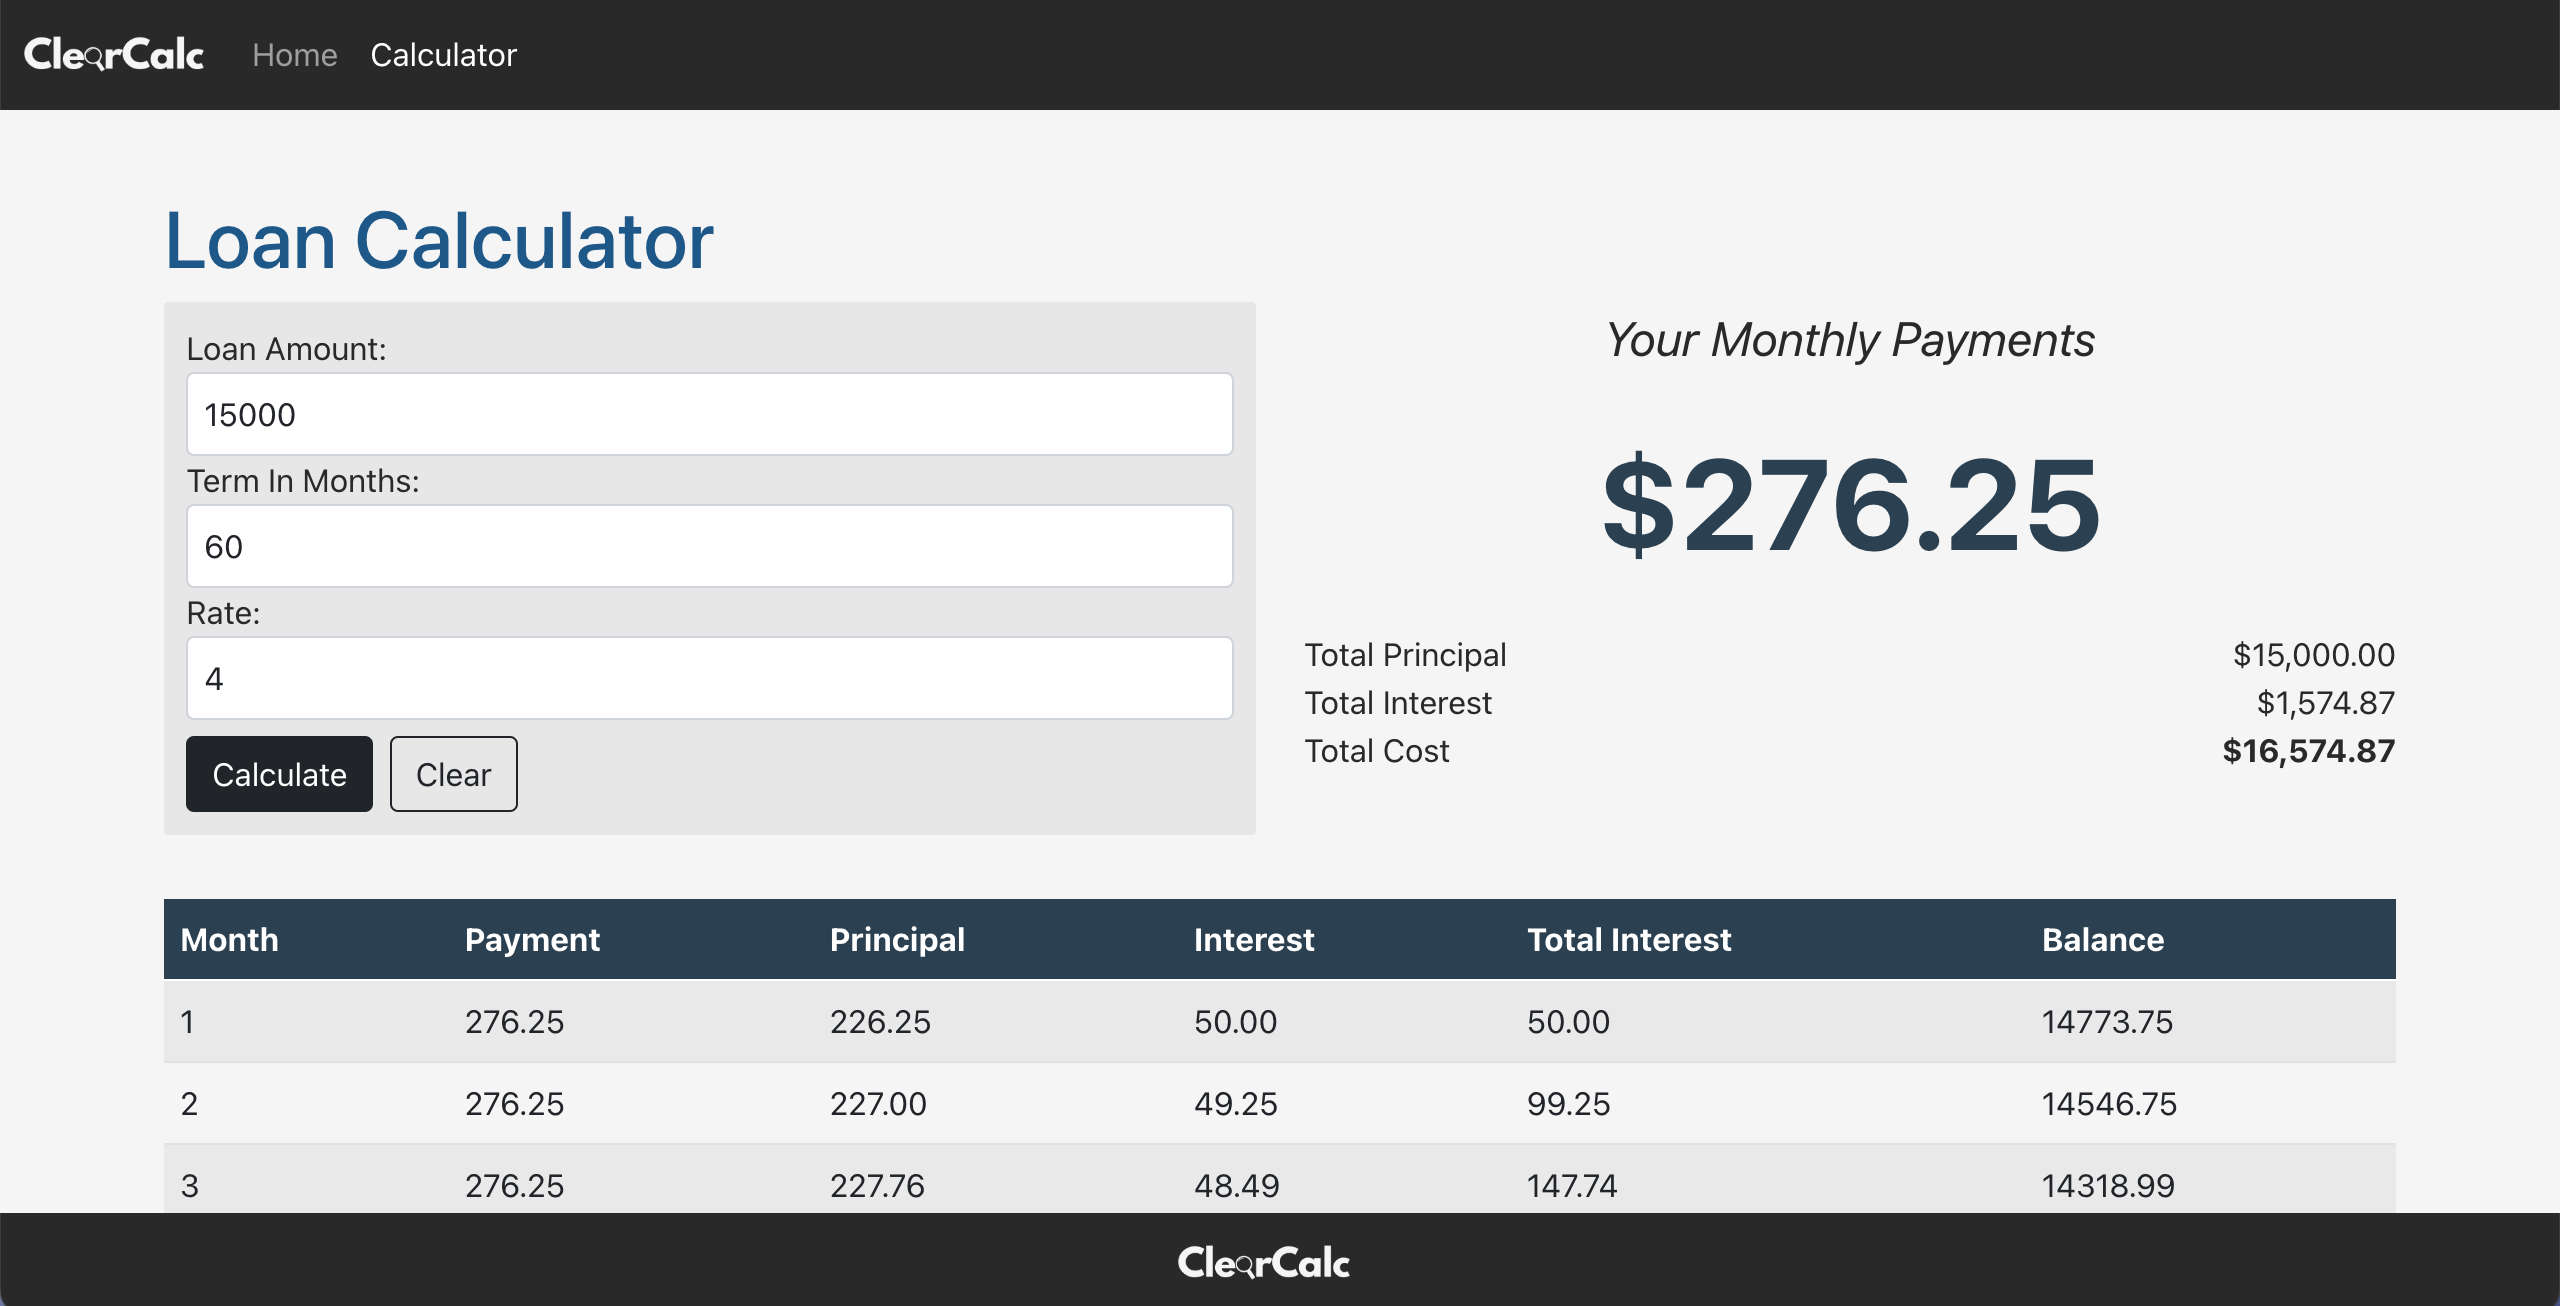 ClearCalc Home Calculator
Loan Calculator
Loan Amount:
15000
Term In Months:
60
Rate:
4
Calculate Clear
Your Monthly Payments
$276.25
Total Principal $15,000.00
Total Interest $1,574.87
Total Cost $16,574.87
Month Payment Principal Interest Total Interest Balance
1 276.25 226.25 50.00 50.00 14773.75
2 276.25 227.00 49.25 99.25 14546.75
3 276.25 227.76 48.49 147.74 14318.99
ClearCalc